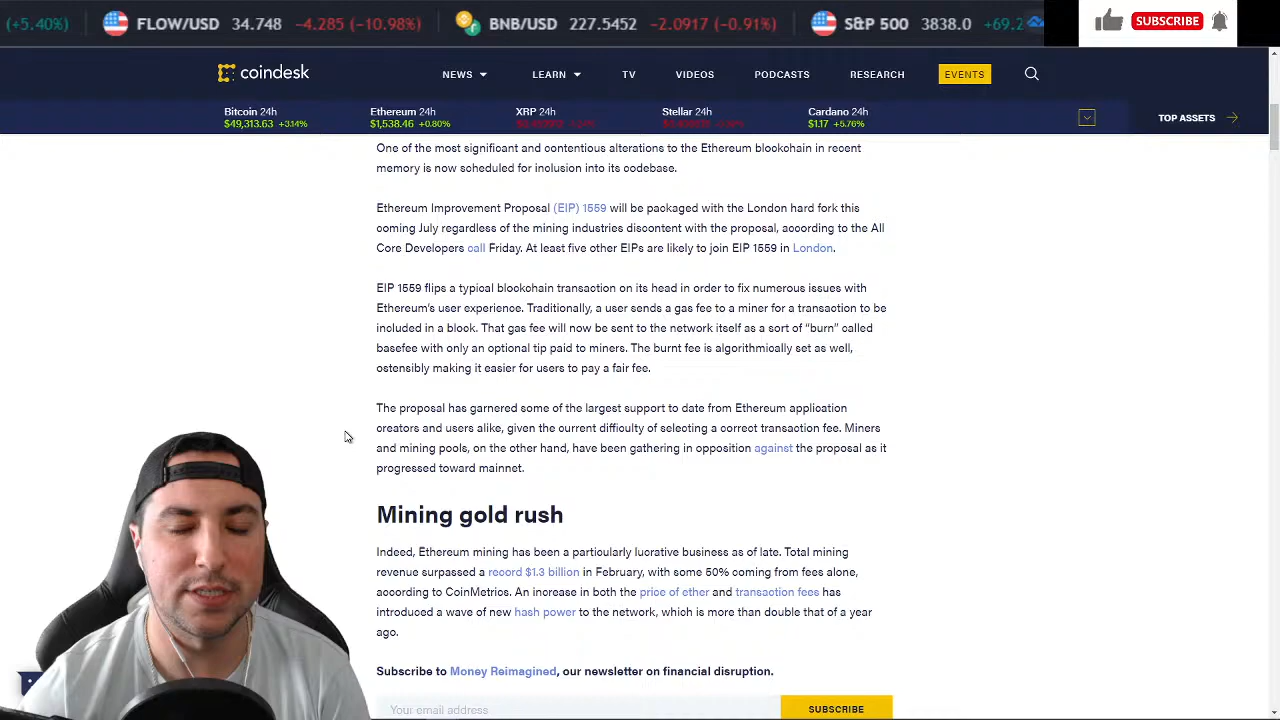 (+5.40%) FLOW/USD 34.748 -4.285 (-10.98%) BNB/USD 227.5452 -2.0917 (-0.91%) S&P 500 3838.0 +69.2
SUBSCRIBE
coindesk NEWS LEARN TV VIDEOS PODCASTS RESEARCH EVENTS
Bitcoin 24h Ethereum 24h XRP 24h Stellar 24h Cardano 24h
$49,313.63 +3.14% $1,538.46 +0.80% $1.17 +5.76%
TOP ASSETS
One of the most significant and contentious alterations to the Ethereum blockchain in recent
memory is now scheduled for inclusion into its codebase.
Ethereum Improvement Proposal (EIP) 1559 will be packaged with the London hard fork this
coming July regardless of the mining industries discontent with the proposal, according to the All
Core Developers call Friday. At least five other EIPs are likely to join EIP 1559 in London.
EIP 1559 flips a typical blockchain transaction on its head in order to fix numerous issues with
Ethereum's user experience. Traditionally, a user sends a gas fee to a miner for a transaction to be
included in a block. That gas fee will now be sent to the network itself as a sort of "burn" called
basefee with only an optional tip paid to miners. The burnt fee is algorithmically set as well,
ostensibly making it easier for users to pay a fair fee.
The proposal has garnered some of the largest support to date from Ethereum application
creators and users alike, given the current difficulty of selecting a correct transaction fee. Miners
and mining pools, on the other hand, have been gathering in opposition against the proposal as it
progressed toward mainnet.
Mining gold rush
Indeed, Ethereum mining has been a particularly lucrative business as of late. Total mining
revenue surpassed a record $1.3 billion in February, with some 50% coming from fees alone,
according to CoinMetrics. An increase in both the price of ether and transaction fees has
introduced a wave of new hash power to the network, which is more than double that of a year
ago.
Subscribe to Money Reimagined, our newsletter on financial disruption.
Your email address SUBSCRIBE